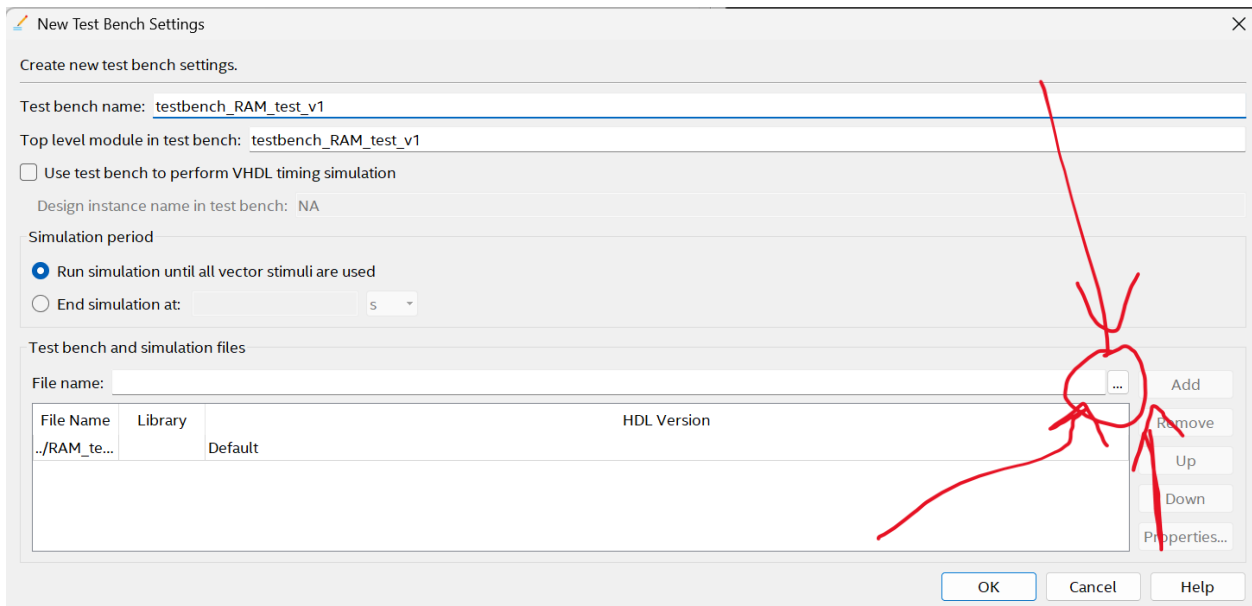 New Test Bench Settings
Create new test bench settings.
Test bench name: testbench_RAM_test_v1
Top level module in test bench: testbench_RAM_test_v1
Use test bench to perform VHDL timing simulation
Design instance name in test bench: NA
Simulation period
Run simulation until all vector stimuli are used
End simulation at: s
Test bench and simulation files
File name: ... Add
File Name Library HDL Version Remove
../RAM_te... Default
Up
Down
Properties...
OK Cancel Help